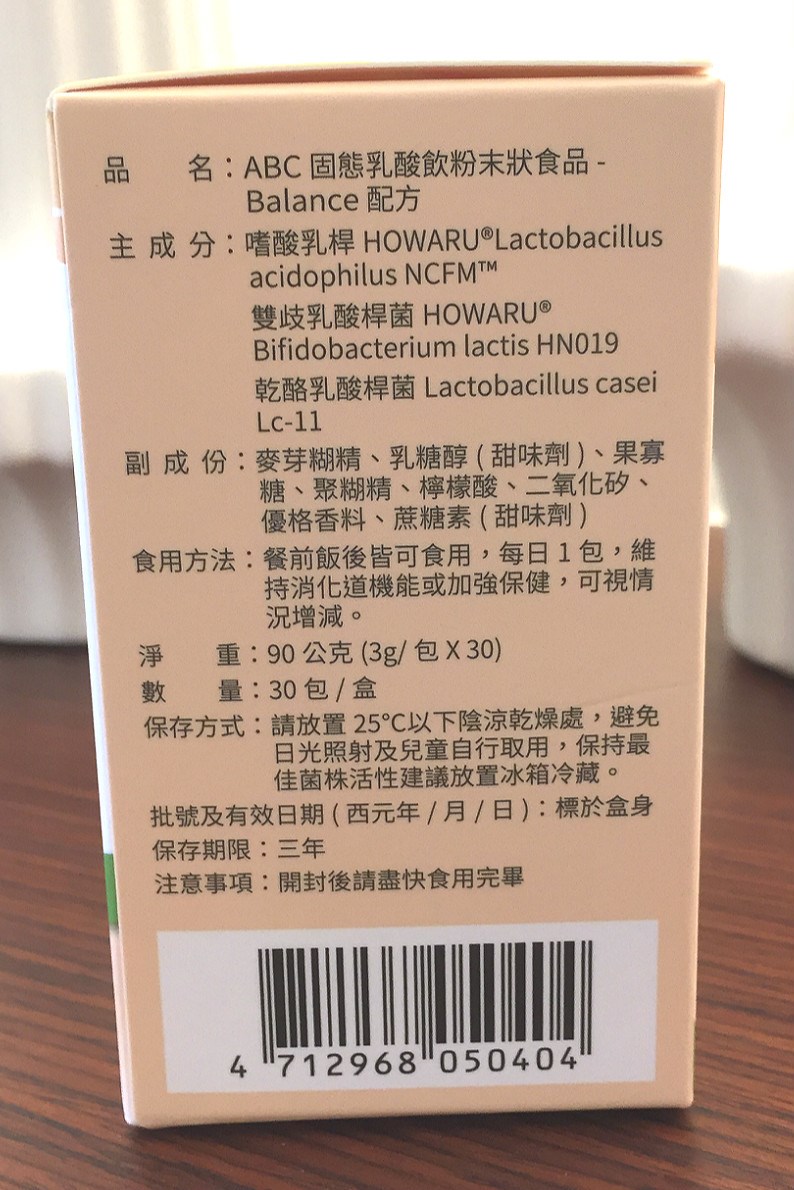 品 名：ABC 固態乳酸飲粉末狀食品 -
Balance 配方
主 成 分：嗜酸乳桿 HOWARU®Lactobacillus
acidophilus NCFM™
雙歧乳酸桿菌 HOWARU®
Bifidobacterium lactis HN019
乾酪乳酸桿菌 Lactobacillus casei
Lc-11
副 成 份：麥芽糊精、乳糖醇 ( 甜味劑 )、果寡
糖、聚糊精、檸檬酸、二氧化矽、
優格香料、蔗糖素 ( 甜味劑 )
食用方法：餐前飯後皆可食用，每日 1 包，維
持消化道機能或加強保健，可視情
況增減。
淨 重：90 公克 (3g/ 包 X 30)
數 量：30 包 / 盒
保存方式：請放置 25°C以下陰涼乾燥處，避免
日光照射及兒童自行取用，保持最
佳菌株活性建議放置冰箱冷藏。
批號及有效日期 ( 西元年 / 月 / 日 )：標於盒身
保存期限：三年
注意事項：開封後請盡快食用完畢
4 712968 050404